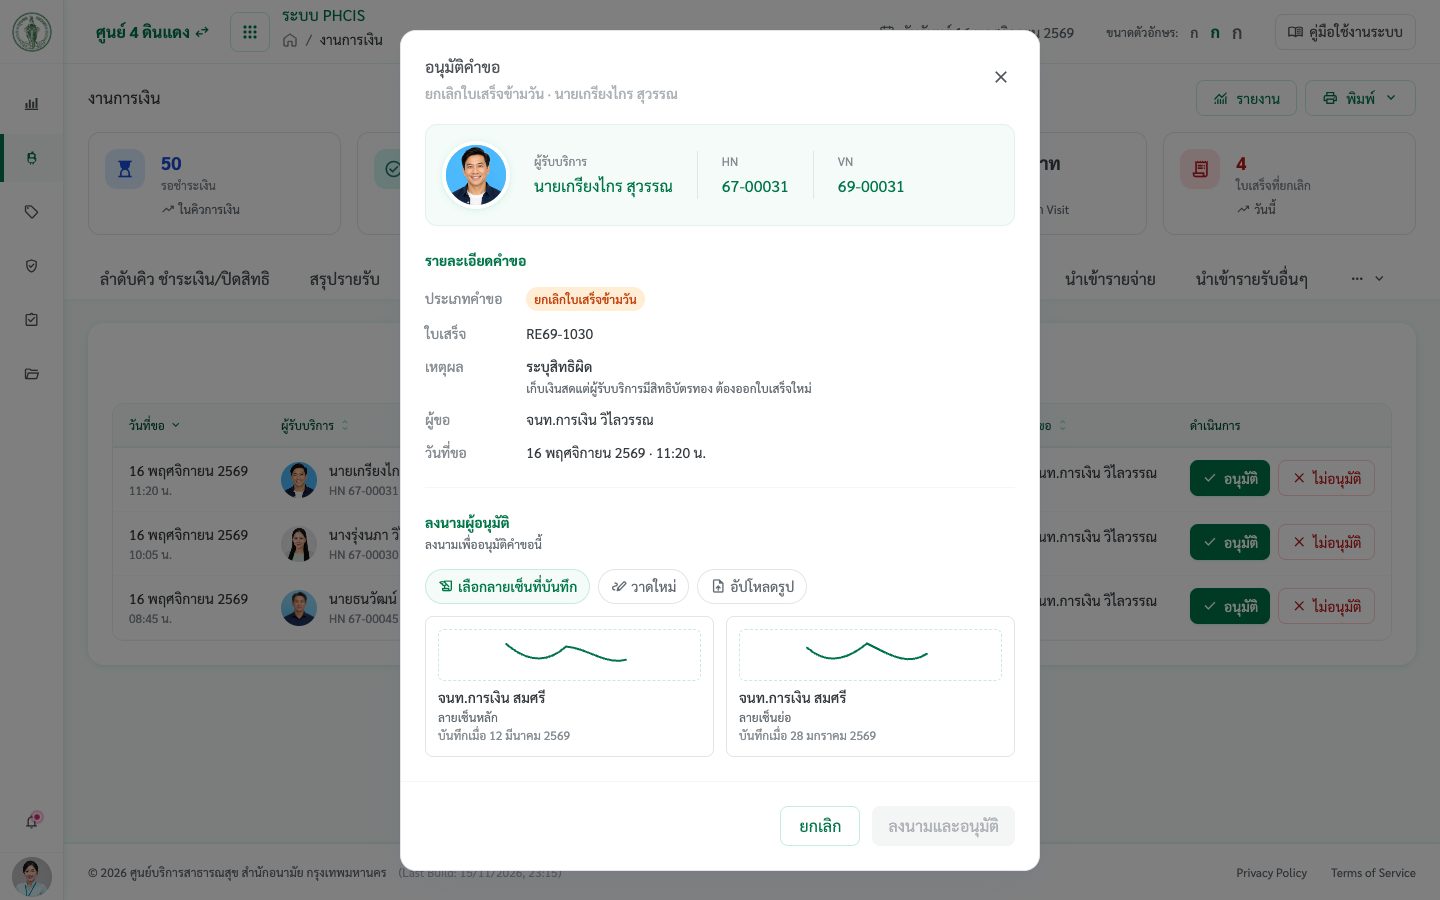 ศูนย์ 4 ดินแดง
ระบบ PHCIS
/ งานการเงิน
2569
ขนาดตัวอักษร: ก ก ก
คู่มือใช้งานระบบ
งานการเงิน
รายงาน
พิมพ์
50
รอชำระเงิน
ในคิวการเงิน
Visit
4
ใบเสร็จที่ยกเลิก
วันนี้
ลำดับคิว ชำระเงิน/ปิดสิทธิ
สรุปรายรับ
นำเข้ารายจ่าย
นำเข้ารายรับอื่นๆ
วันที่ขอ
ผู้รับบริการ
ดำเนินการ
16 พฤศจิกายน 2569
11:20 น.
HN 67-00031
จนท.การเงิน วิไลวรรณ
อนุมัติ
ไม่อนุมัติ
16 พฤศจิกายน 2569
10:05 น.
นางรุ่งนภา
HN 67-00030
จนท.การเงิน วิไลวรรณ
อนุมัติ
ไม่อนุมัติ
16 พฤศจิกายน 2569
08:45 น.
นายธนวัฒน์
HN 67-00045
จนท.การเงิน วิไลวรรณ
อนุมัติ
ไม่อนุมัติ
อนุมัติคำขอ
ยกเลิกใบเสร็จข้ามวัน · นายเกรียงไกร สุวรรณ
ผู้รับบริการ
นายเกรียงไกร สุวรรณ
HN
67-00031
VN
69-00031
รายละเอียดคำขอ
ประเภทคำขอ ยกเลิกใบเสร็จข้ามวัน
ใบเสร็จ RE69-1030
เหตุผล ระบุสิทธิผิด
เก็บเงินสดแต่ผู้รับบริการมีสิทธิบัตรทอง ต้องออกใบเสร็จใหม่
ผู้ขอ จนท.การเงิน วิไลวรรณ
วันที่ขอ 16 พฤศจิกายน 2569 · 11:20 น.
ลงนามผู้อนุมัติ
ลงนามเพื่ออนุมัติคำขอนี้
เลือกลายเซ็นที่บันทึก
วาดใหม่
อัปโหลดรูป
จนท.การเงิน สมศรี
ลายเซ็นหลัก
บันทึกเมื่อ 12 มีนาคม 2569
จนท.การเงิน สมศรี
ลายเซ็นย่อ
บันทึกเมื่อ 28 มกราคม 2569
ยกเลิก
ลงนามและอนุมัติ
© 2026 ศูนย์บริการสาธารณสุข สำนักอนามัย กรุงเทพมหานคร
(Last Build: 15/11/2026, 23:15)
Privacy Policy
Terms of Service